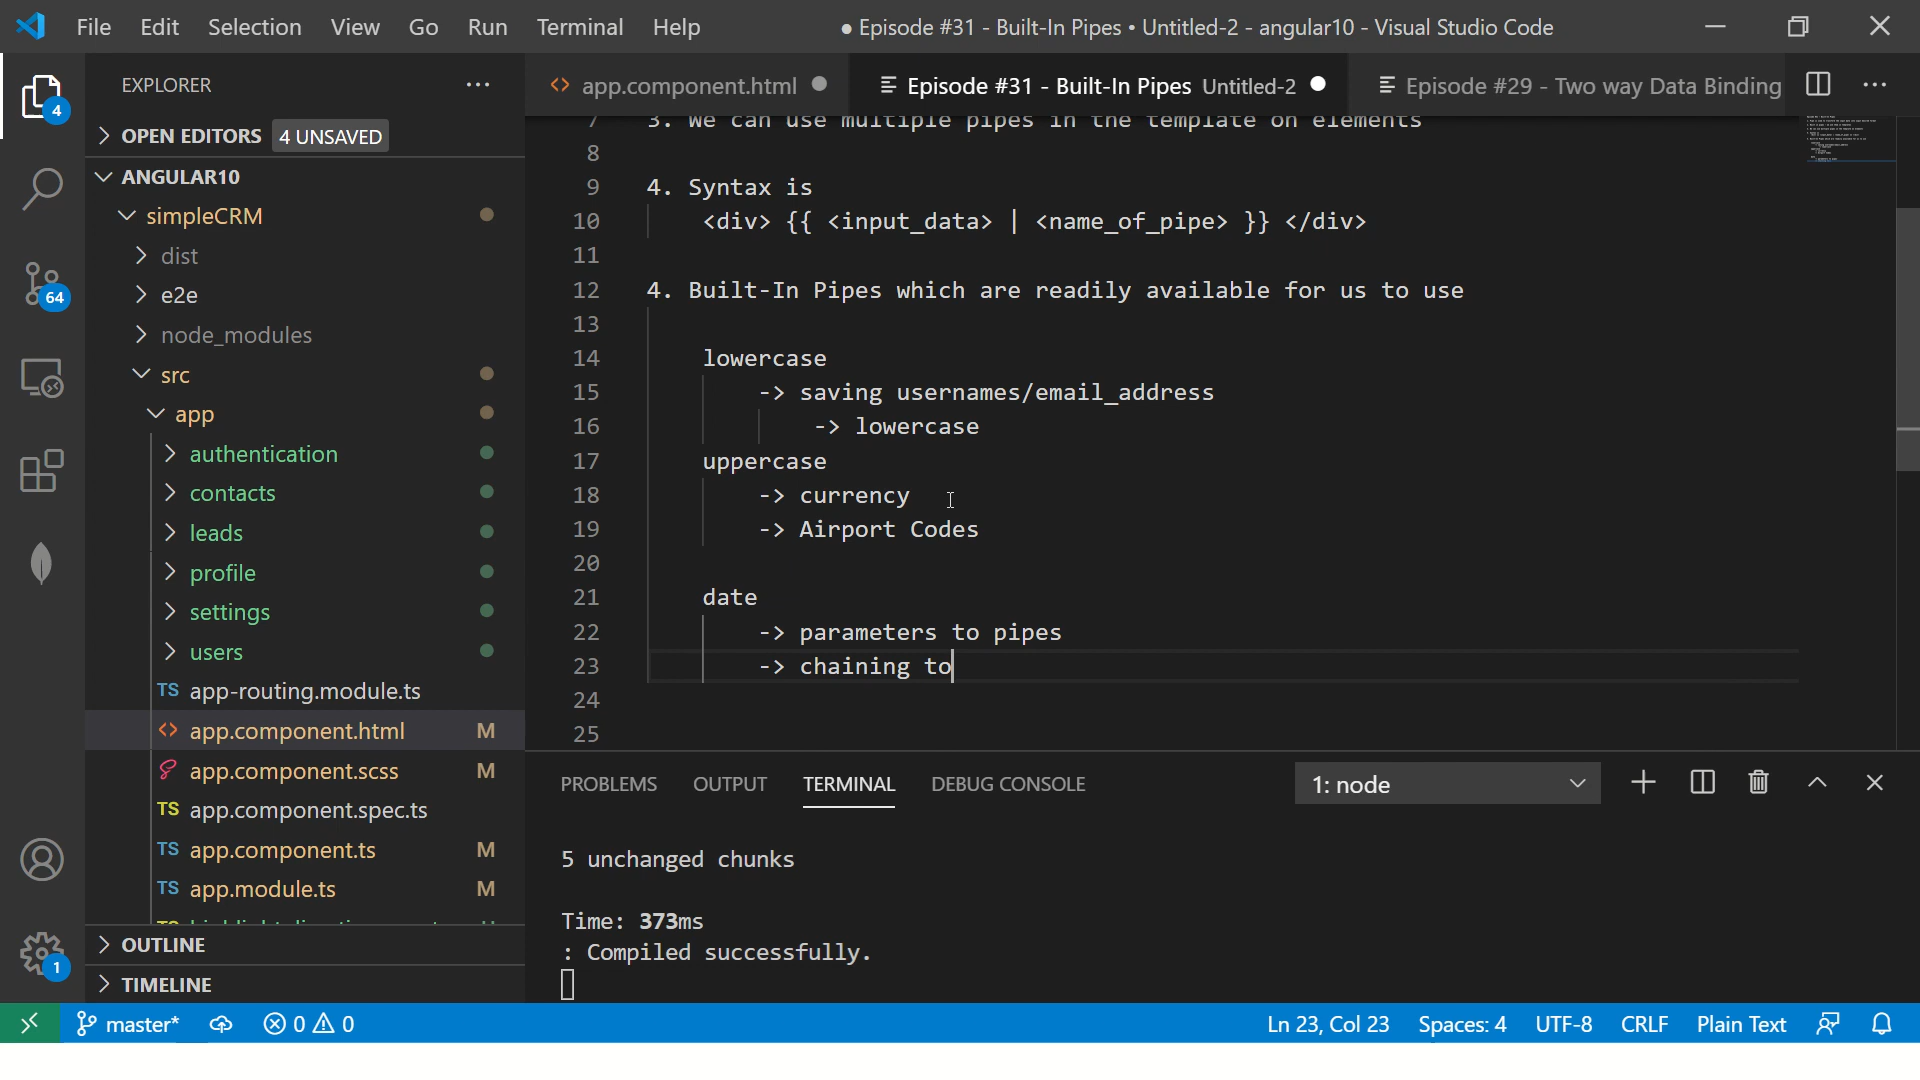 File Edit Selection View Go Run Terminal Help
● Episode #31 - Built-In Pipes • Untitled-2 - angular10 - Visual Studio Code
EXPLORER
app.component.html
Episode #31 - Built-In Pipes Untitled-2
Episode #29 - Two way Data Binding
4
OPEN EDITORS 4 UNSAVED
ANGULAR10
simpleCRM
dist
e2e
64
node_modules
src
app
authentication
contacts
leads
profile
settings
users
TS app-routing.module.ts
<> app.component.html M
app.component.scss M
TS app.component.spec.ts
TS app.component.ts M
TS app.module.ts M
OUTLINE
1
TIMELINE
7 3. We can use multiple pipes in the template on elements
8
9 4. Syntax is
10 <div> {{ <input_data> | <name_of_pipe> }} </div>
11
12 4. Built-In Pipes which are readily available for us to use
13
14 lowercase
15 -> saving usernames/email_address
16 -> lowercase
17 uppercase
18 -> currency
19 -> Airport Codes
20
21 date
22 -> parameters to pipes
23 -> chaining to
24
25
PROBLEMS OUTPUT TERMINAL DEBUG CONSOLE
1: node
5 unchanged chunks
Time: 373ms
: Compiled successfully.
master* 0 0
Ln 23, Col 23 Spaces: 4 UTF-8 CRLF Plain Text